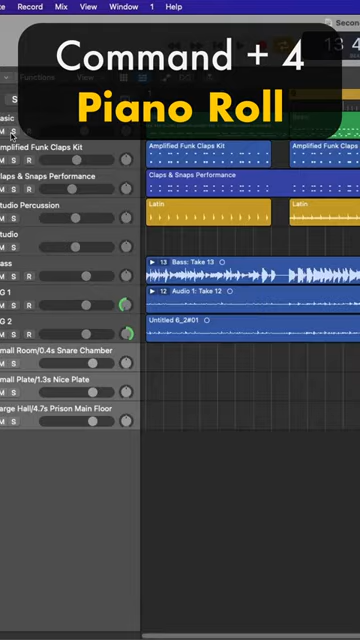 Record Mix View Window 1 Help
Command + 4
Piano Roll
Functions
S
M S
Amplified Funk Claps Kit
M S R
Amplified Funk Claps Kit
Amplified Funk Claps
Claps & Snaps Performance
M S R
Claps & Snaps Performance
Studio Percussion
M S R
Latin
Latin
M S R
M S R
13 Bass: Take 13
M S R
12 Audio 1: Take 12
G 2
M S R
Untitled 6_2#01
Small Room/0.4s Snare Chamber
M S
Small Plate/1.3s Nice Plate
M S
Large Hall/4.7s Prison Main Floor
M S